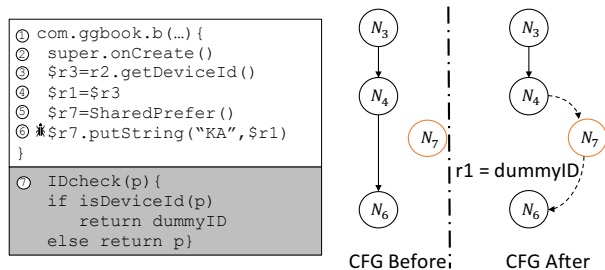 ① com.ggbook.b(…){
② super.onCreate()
③ $r3=r2.getDeviceId()
④ $r1=$r3
⑤ $r7=SharedPrefer()
⑥ $r7.putString(“KA”,$r1)
}
⑦ IDcheck(p){
if isDeviceId(p)
return dummyID
else return p}
N3
N4
N7
N6
CFG Before
N3
N4
N7
r1 = dummyID
N6
CFG After